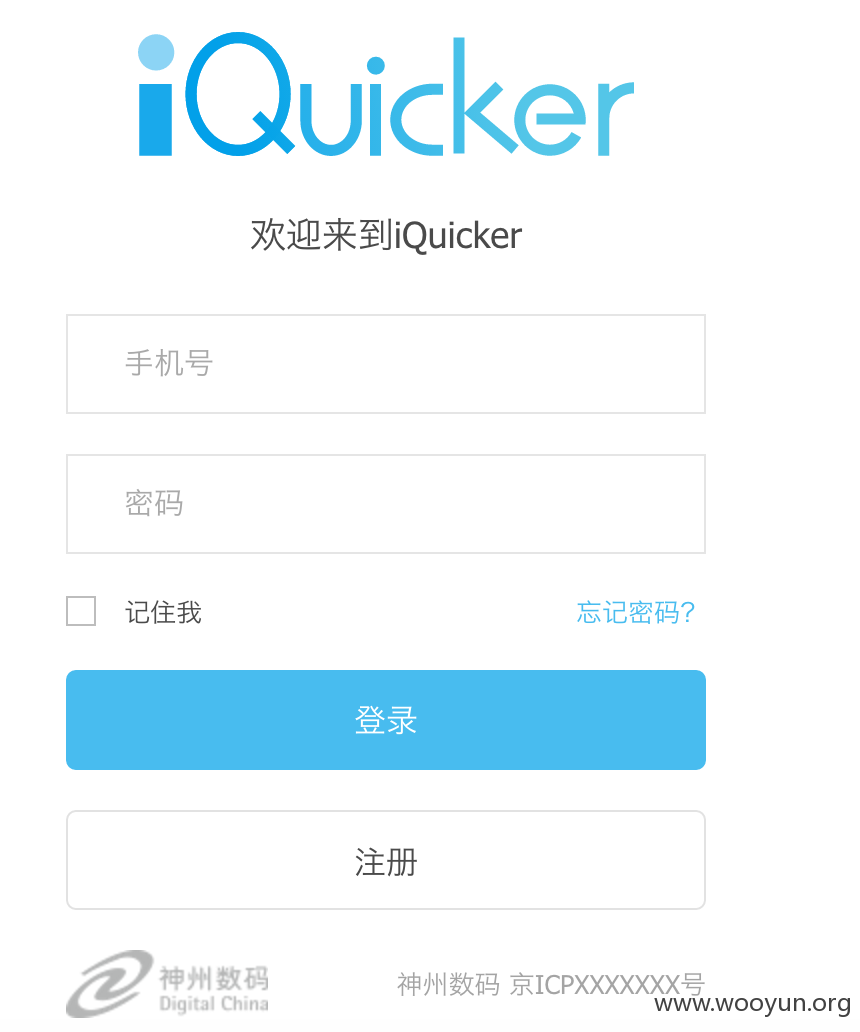 iQuicker
欢迎来到iQuicker
手机号
密码
记住我 忘记密码?
登录
注册
神州数码
Digital China
神州数码 京ICPXXXXXXX号
www.wooyun.org